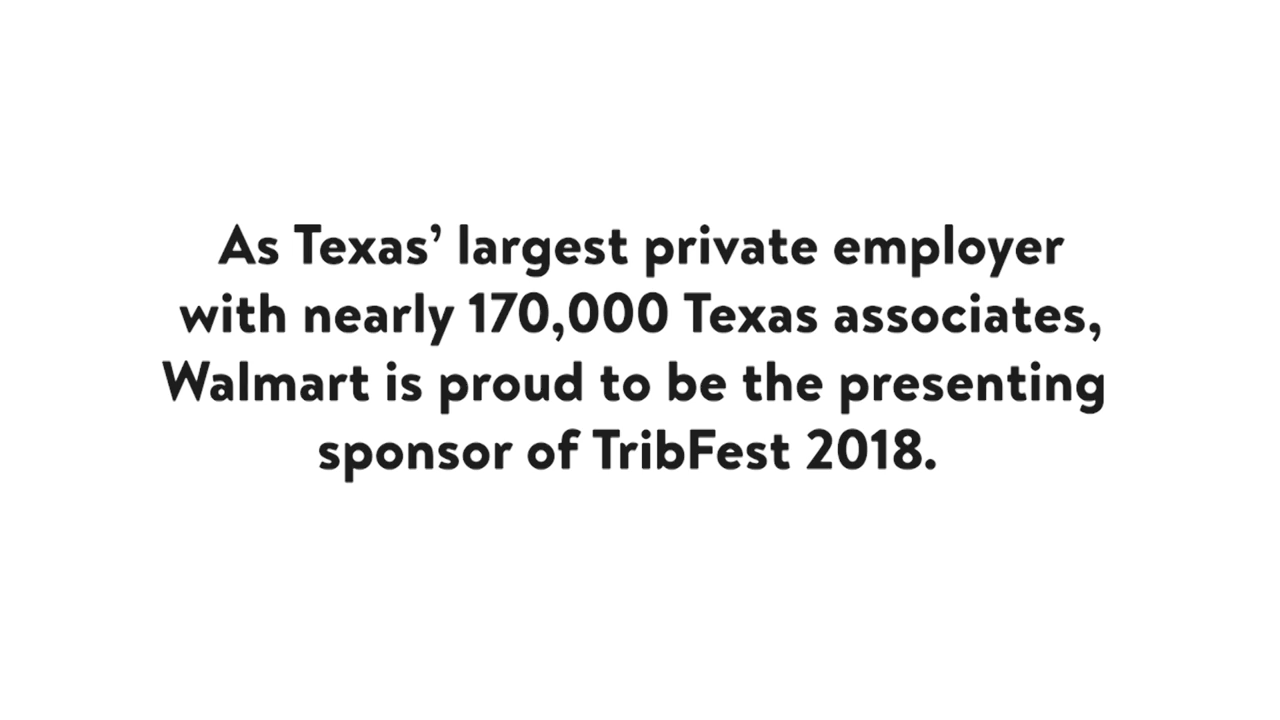 As Texas’ largest private employer
with nearly 170,000 Texas associates,
Walmart is proud to be the presenting
sponsor of TribFest 2018.